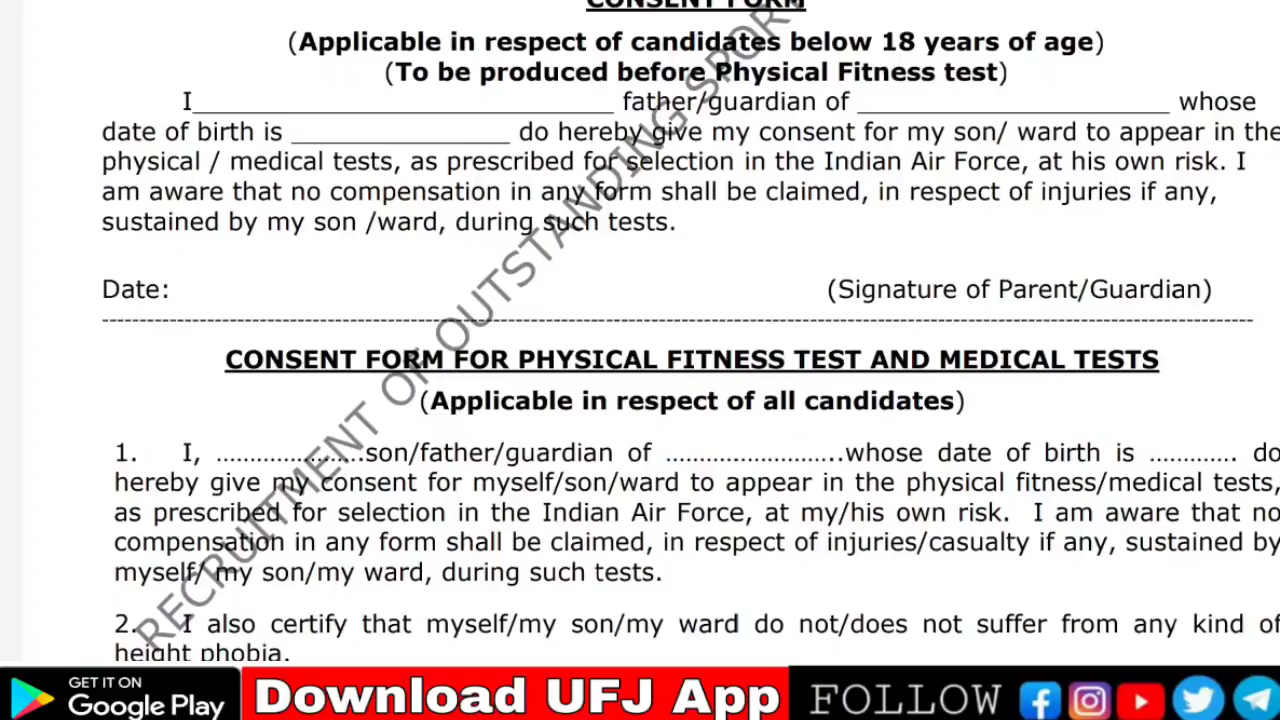 CONSENT FORM
(Applicable in respect of candidates below 18 years of age)
(To be produced before Physical Fitness test)
I______________________________ father/guardian of ______________________ whose
date of birth is ________________ do hereby give my consent for my son/ ward to appear in the
physical / medical tests, as prescribed for selection in the Indian Air Force, at his own risk. I
am aware that no compensation in any form shall be claimed, in respect of injuries if any,
sustained by my son /ward, during such tests.
Date: (Signature of Parent/Guardian)
--------------------------------------------------------------------------------
CONSENT FORM FOR PHYSICAL FITNESS TEST AND MEDICAL TESTS
(Applicable in respect of all candidates)
1. I, ......................son/father/guardian of ..........................whose date of birth is ............. do
hereby give my consent for myself/son/ward to appear in the physical fitness/medical tests,
as prescribed for selection in the Indian Air Force, at my/his own risk. I am aware that no
compensation in any form shall be claimed, in respect of injuries/casualty if any, sustained by
myself/ my son/my ward, during such tests.
2. I also certify that myself/my son/my ward do not/does not suffer from any kind of
height phobia.
RECRUITMENT OF OUTSTANDING SPORT
GET IT ON
Google Play
Download UFJ App
FOLLOW